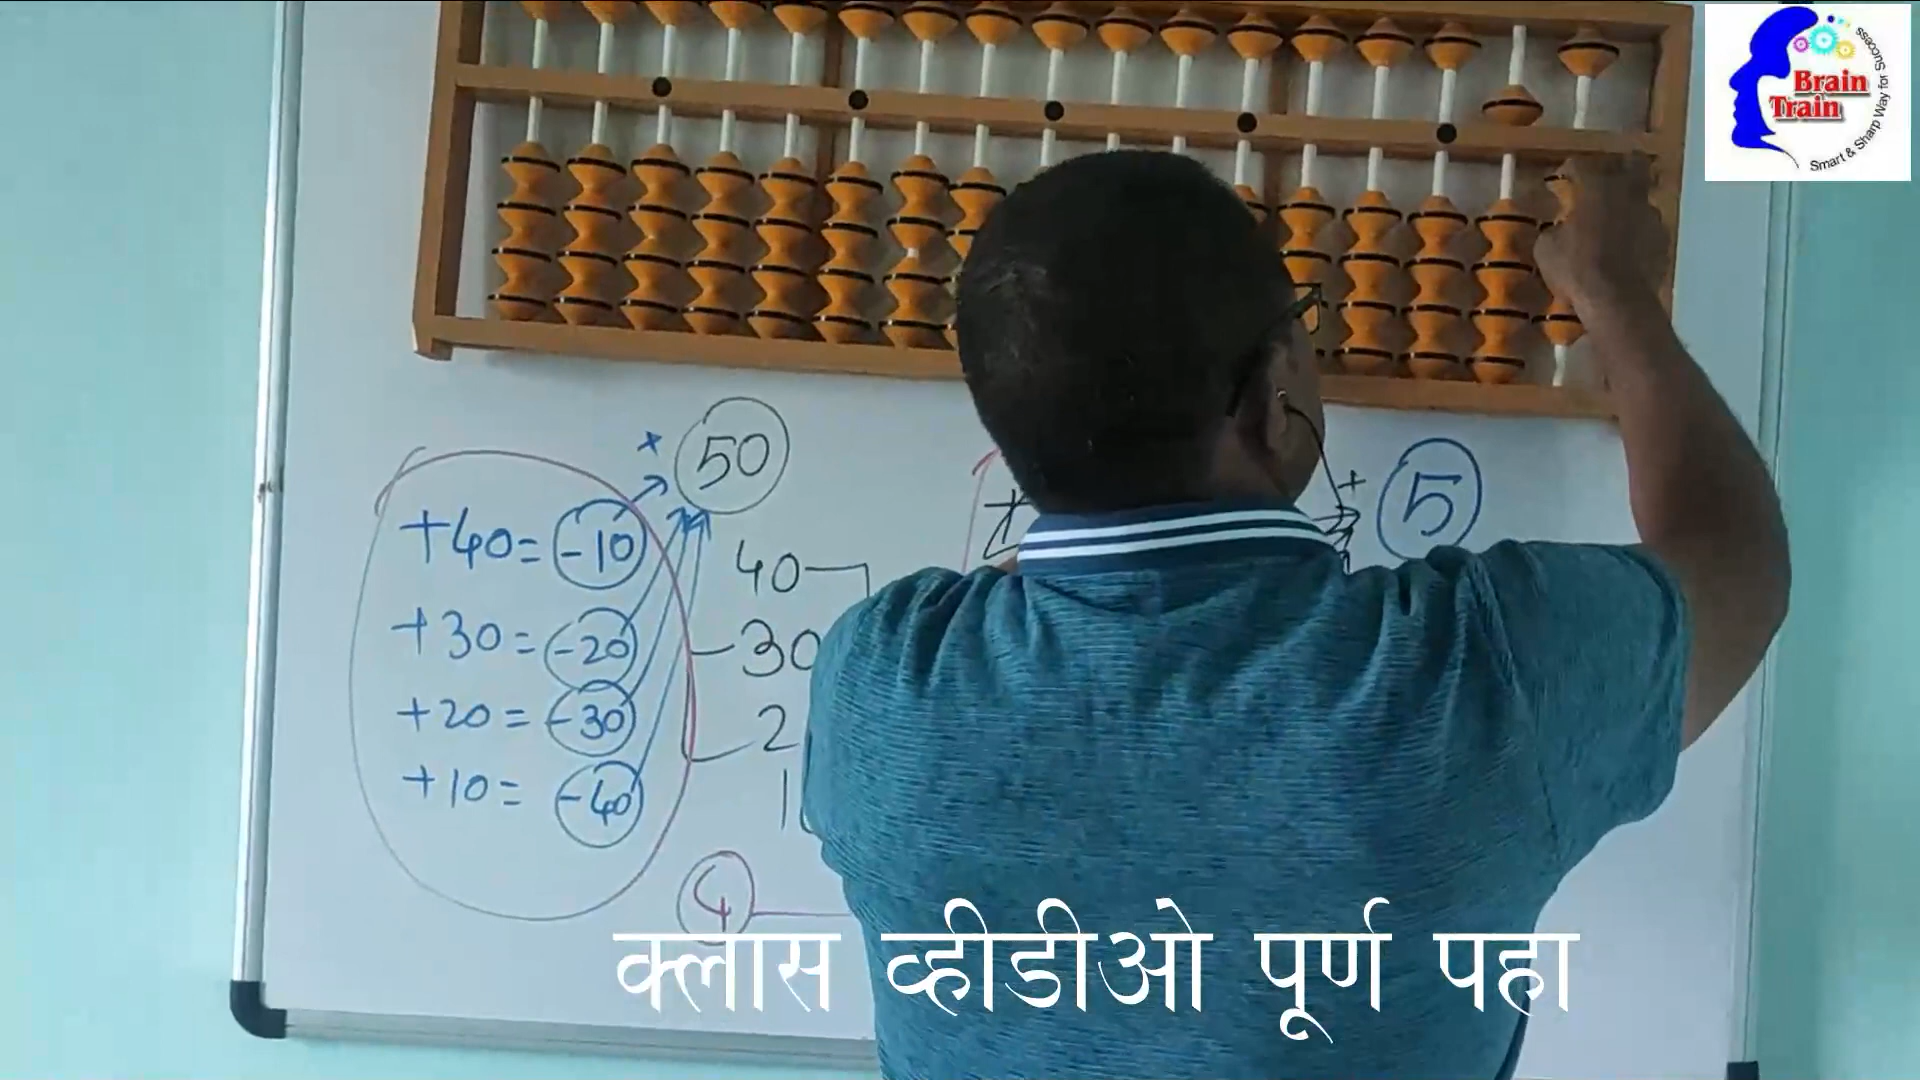 Brain
Train
Smart & Sharp Way for Success
50
+40 = -10
+30 = -20
+20 = -30
+10 = -40
40
30
+
5
4
क्लास व्हीडीओ पूर्ण पहा